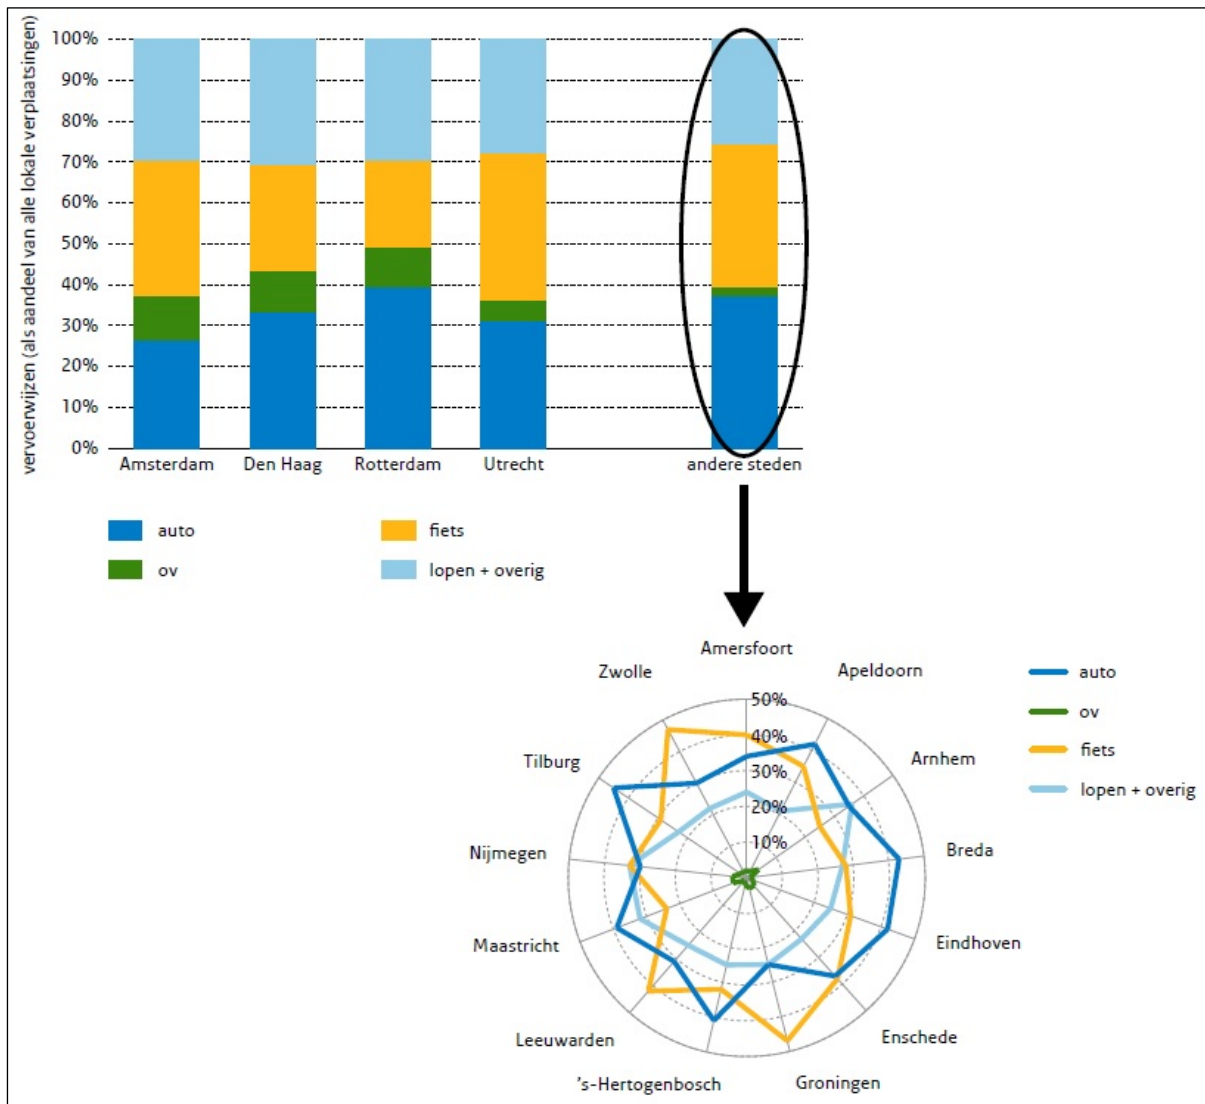 vervoerwijzen (als aandeel van alle lokale verplaatsingen)
100%
90%
80%
70%
60%
50%
40%
30%
20%
10%
0%
Amsterdam
Den Haag
Rotterdam
Utrecht
andere steden
auto
fiets
ov
lopen + overig
Amersfoort
Zwolle
Apeldoorn
Tilburg
Arnhem
Nijmegen
Breda
Maastricht
Eindhoven
Leeuwarden
Enschede
's-Hertogenbosch
Groningen
50%
40%
30%
20%
10%
auto
ov
fiets
lopen + overig